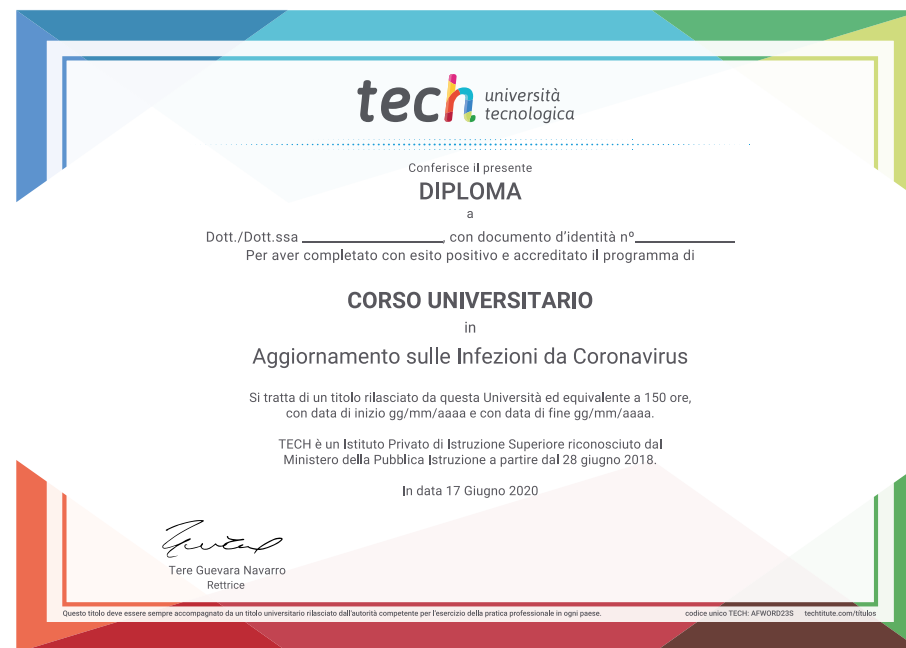 tech università
tecnologica
Conferisce il presente
DIPLOMA
a
Dott./Dott.ssa ____________________, con documento d'identità nº______________
Per aver completato con esito positivo e accreditato il programma di
CORSO UNIVERSITARIO
in
Aggiornamento sulle Infezioni da Coronavirus
Si tratta di un titolo rilasciato da questa Università ed equivalente a 150 ore,
con data di inizio gg/mm/aaaa e con data di fine gg/mm/aaaa.
TECH è un Istituto Privato di Istruzione Superiore riconosciuto dal
Ministero della Pubblica Istruzione a partire dal 28 giugno 2018.
In data 17 Giugno 2020
Tere Guevara Navarro
Rettrice
Questo titolo deve essere sempre accompagnato da un titolo universitario rilasciato dall'autorità competente per l'esercizio della pratica professionale in ogni paese. codice unico TECH: AFWORD23S techtitute.com/títulos